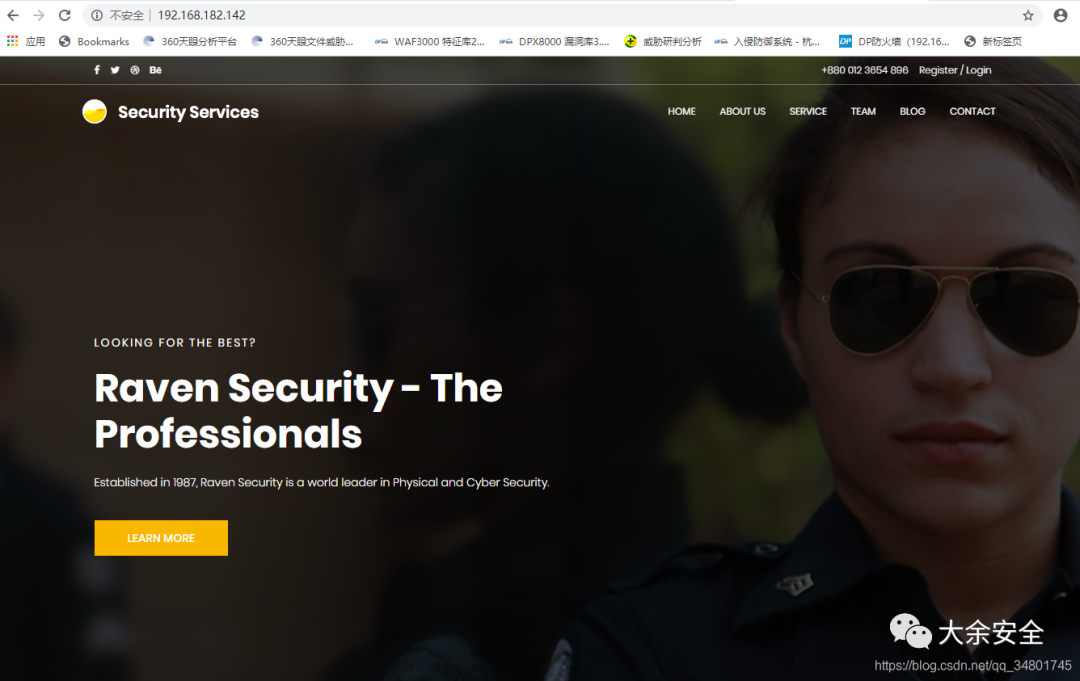 不安全 | 192.168.182.142
应用 Bookmarks 360天眼分析平台 360天眼文件威胁... WAF3000 特征库2... DPX8000 漏洞库3.... 威胁研判分析 入侵防御系统 - 杭... DP DP防火墙（192.16... 新标签页
f Bē +880 012 3654 896 Register / Login
Security Services HOME ABOUT US SERVICE TEAM BLOG CONTACT
LOOKING FOR THE BEST?
Raven Security - The
Professionals
Established in 1987, Raven Security is a world leader in Physical and Cyber Security.
LEARN MORE
大余安全
https://blog.csdn.net/qq_34801745